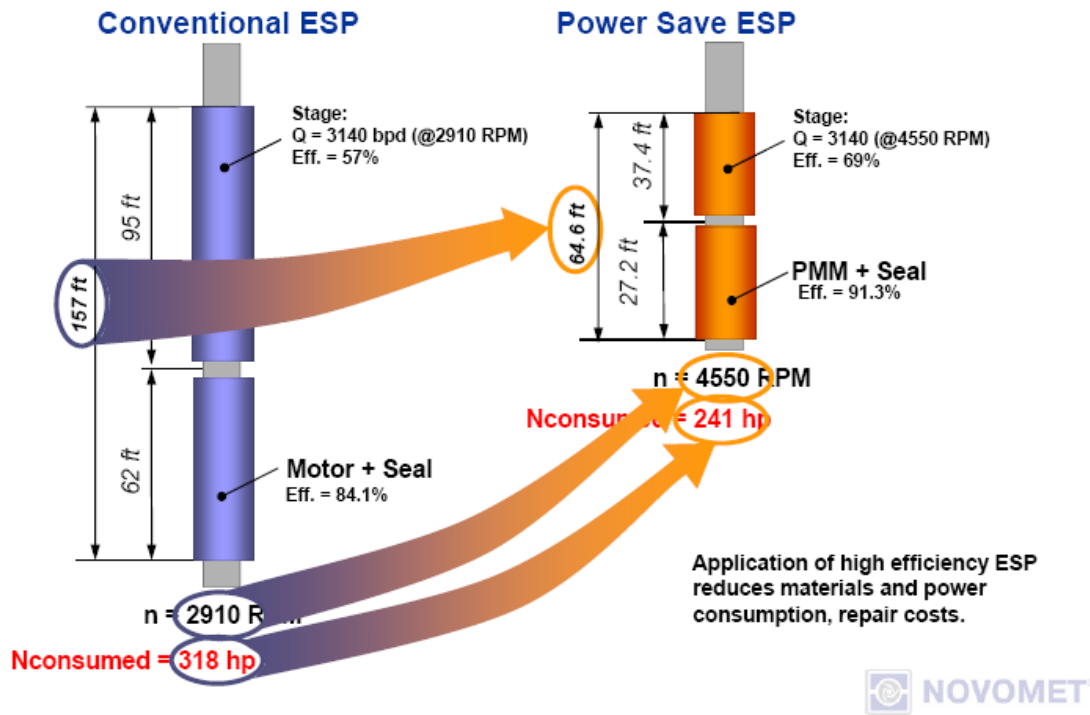 Conventional ESP
Stage:
Q = 3140 bpd (@2910 RPM)
Eff. = 57%
95 ft
157 ft
62 ft
Motor + Seal
Eff. = 84.1%
n = 2910 RPM
Nconsumed = 318 hp
Power Save ESP
Stage:
Q = 3140 (@4550 RPM)
Eff. = 69%
37.4 ft
64.6 ft
27.2 ft
PMM + Seal
Eff. = 91.3%
n = 4550 RPM
Nconsumed = 241 hp
Application of high efficiency ESP
reduces materials and power
consumption, repair costs.
NOVOMET